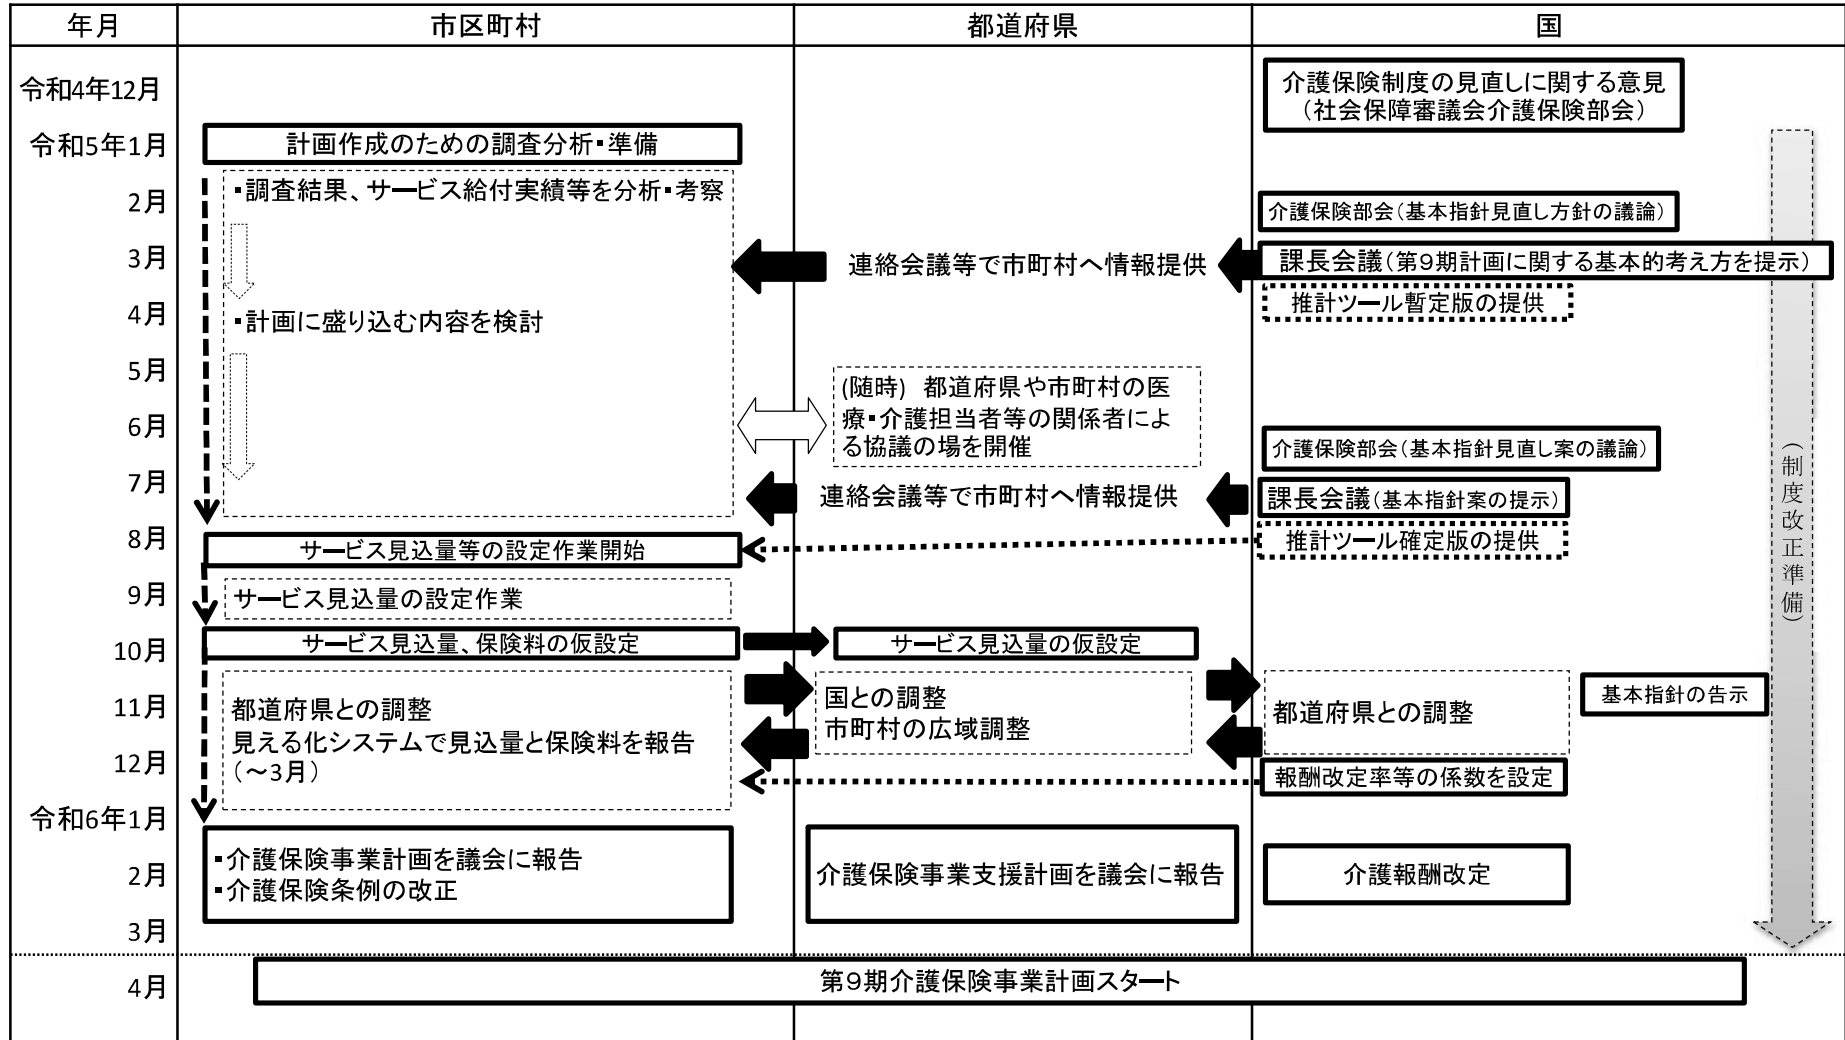 年月
市区町村
都道府県
国
令和4年12月
介護保険制度の見直しに関する意見
（社会保障審議会介護保険部会）
令和5年1月
計画作成のための調査分析・準備
2月
・調査結果、サービス給付実績等を分析・考察
介護保険部会（基本指針見直し方針の議論）
3月
連絡会議等で市町村へ情報提供
課長会議（第９期計画に関する基本的考え方を提示）
4月
・計画に盛り込む内容を検討
推計ツール暫定版の提供
5月
(随時) 都道府県や市町村の医
療・介護担当者等の関係者によ
る協議の場を開催
6月
介護保険部会（基本指針見直し案の議論）
7月
連絡会議等で市町村へ情報提供
課長会議（基本指針案の提示）
8月
サービス見込量等の設定作業開始
推計ツール確定版の提供
9月
サービス見込量の設定作業
10月
サービス見込量、保険料の仮設定
サービス見込量の仮設定
11月
都道府県との調整
見える化システムで見込量と保険料を報告
（～3月）
国との調整
市町村の広域調整
都道府県との調整
基本指針の告示
12月
報酬改定率等の係数を設定
令和6年1月
・介護保険事業計画を議会に報告
・介護保険条例の改正
2月
介護保険事業支援計画を議会に報告
介護報酬改定
3月
（制度改正準備）
4月
第９期介護保険事業計画スタート